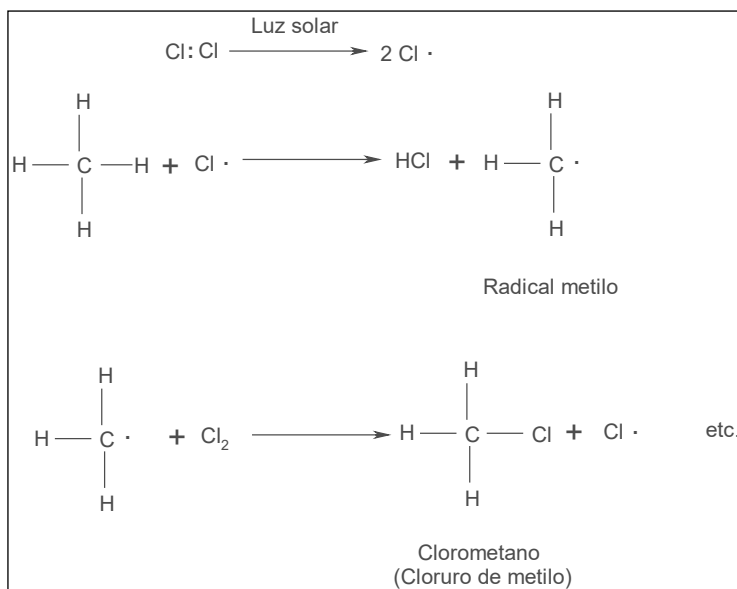 Luz solar
Cl : Cl 2 Cl ·
H
H C H + Cl · HCl + H C ·
H
H
H
Radical metilo
H
H C · + Cl2 H C Cl + Cl · etc.
H
H
H
Clorometano
(Cloruro de metilo)